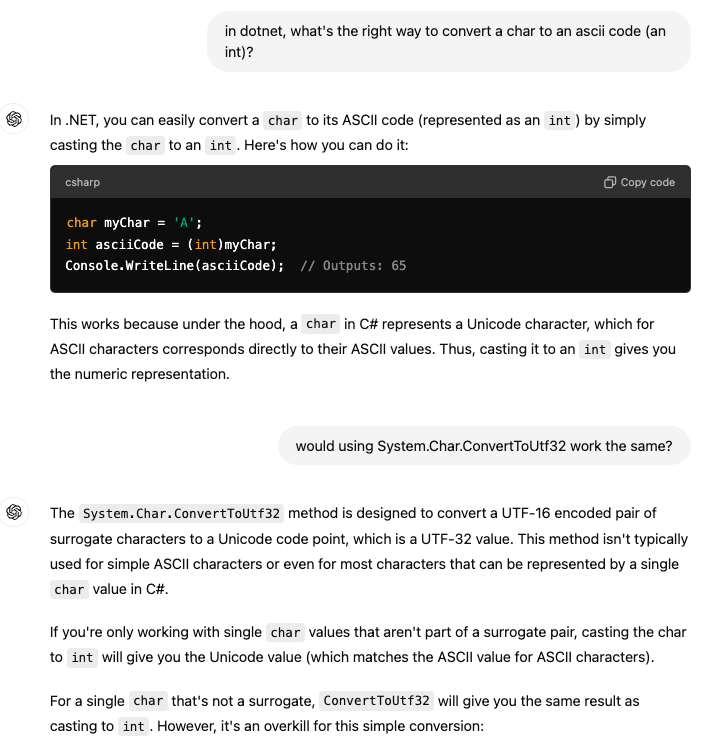 in dotnet, what's the right way to convert a char to an ascii code (an
int)?
In .NET, you can easily convert a char to its ASCII code (represented as an int ) by simply
casting the char to an int . Here's how you can do it:
csharp
Copy code
char myChar = 'A';
int asciiCode = (int)myChar;
Console.WriteLine(asciiCode);  // Outputs: 65
This works because under the hood, a char in C# represents a Unicode character, which for
ASCII characters corresponds directly to their ASCII values. Thus, casting it to an int gives you
the numeric representation.
would using System.Char.ConvertToUtf32 work the same?
The System.Char.ConvertToUtf32 method is designed to convert a UTF-16 encoded pair of
surrogate characters to a Unicode code point, which is a UTF-32 value. This method isn't typically
used for simple ASCII characters or even for most characters that can be represented by a single
char value in C#.
If you're only working with single char values that aren't part of a surrogate pair, casting the char
to int will give you the Unicode value (which matches the ASCII value for ASCII characters).
For a single char that's not a surrogate, ConvertToUtf32 will give you the same result as
casting to int . However, it's an overkill for this simple conversion: